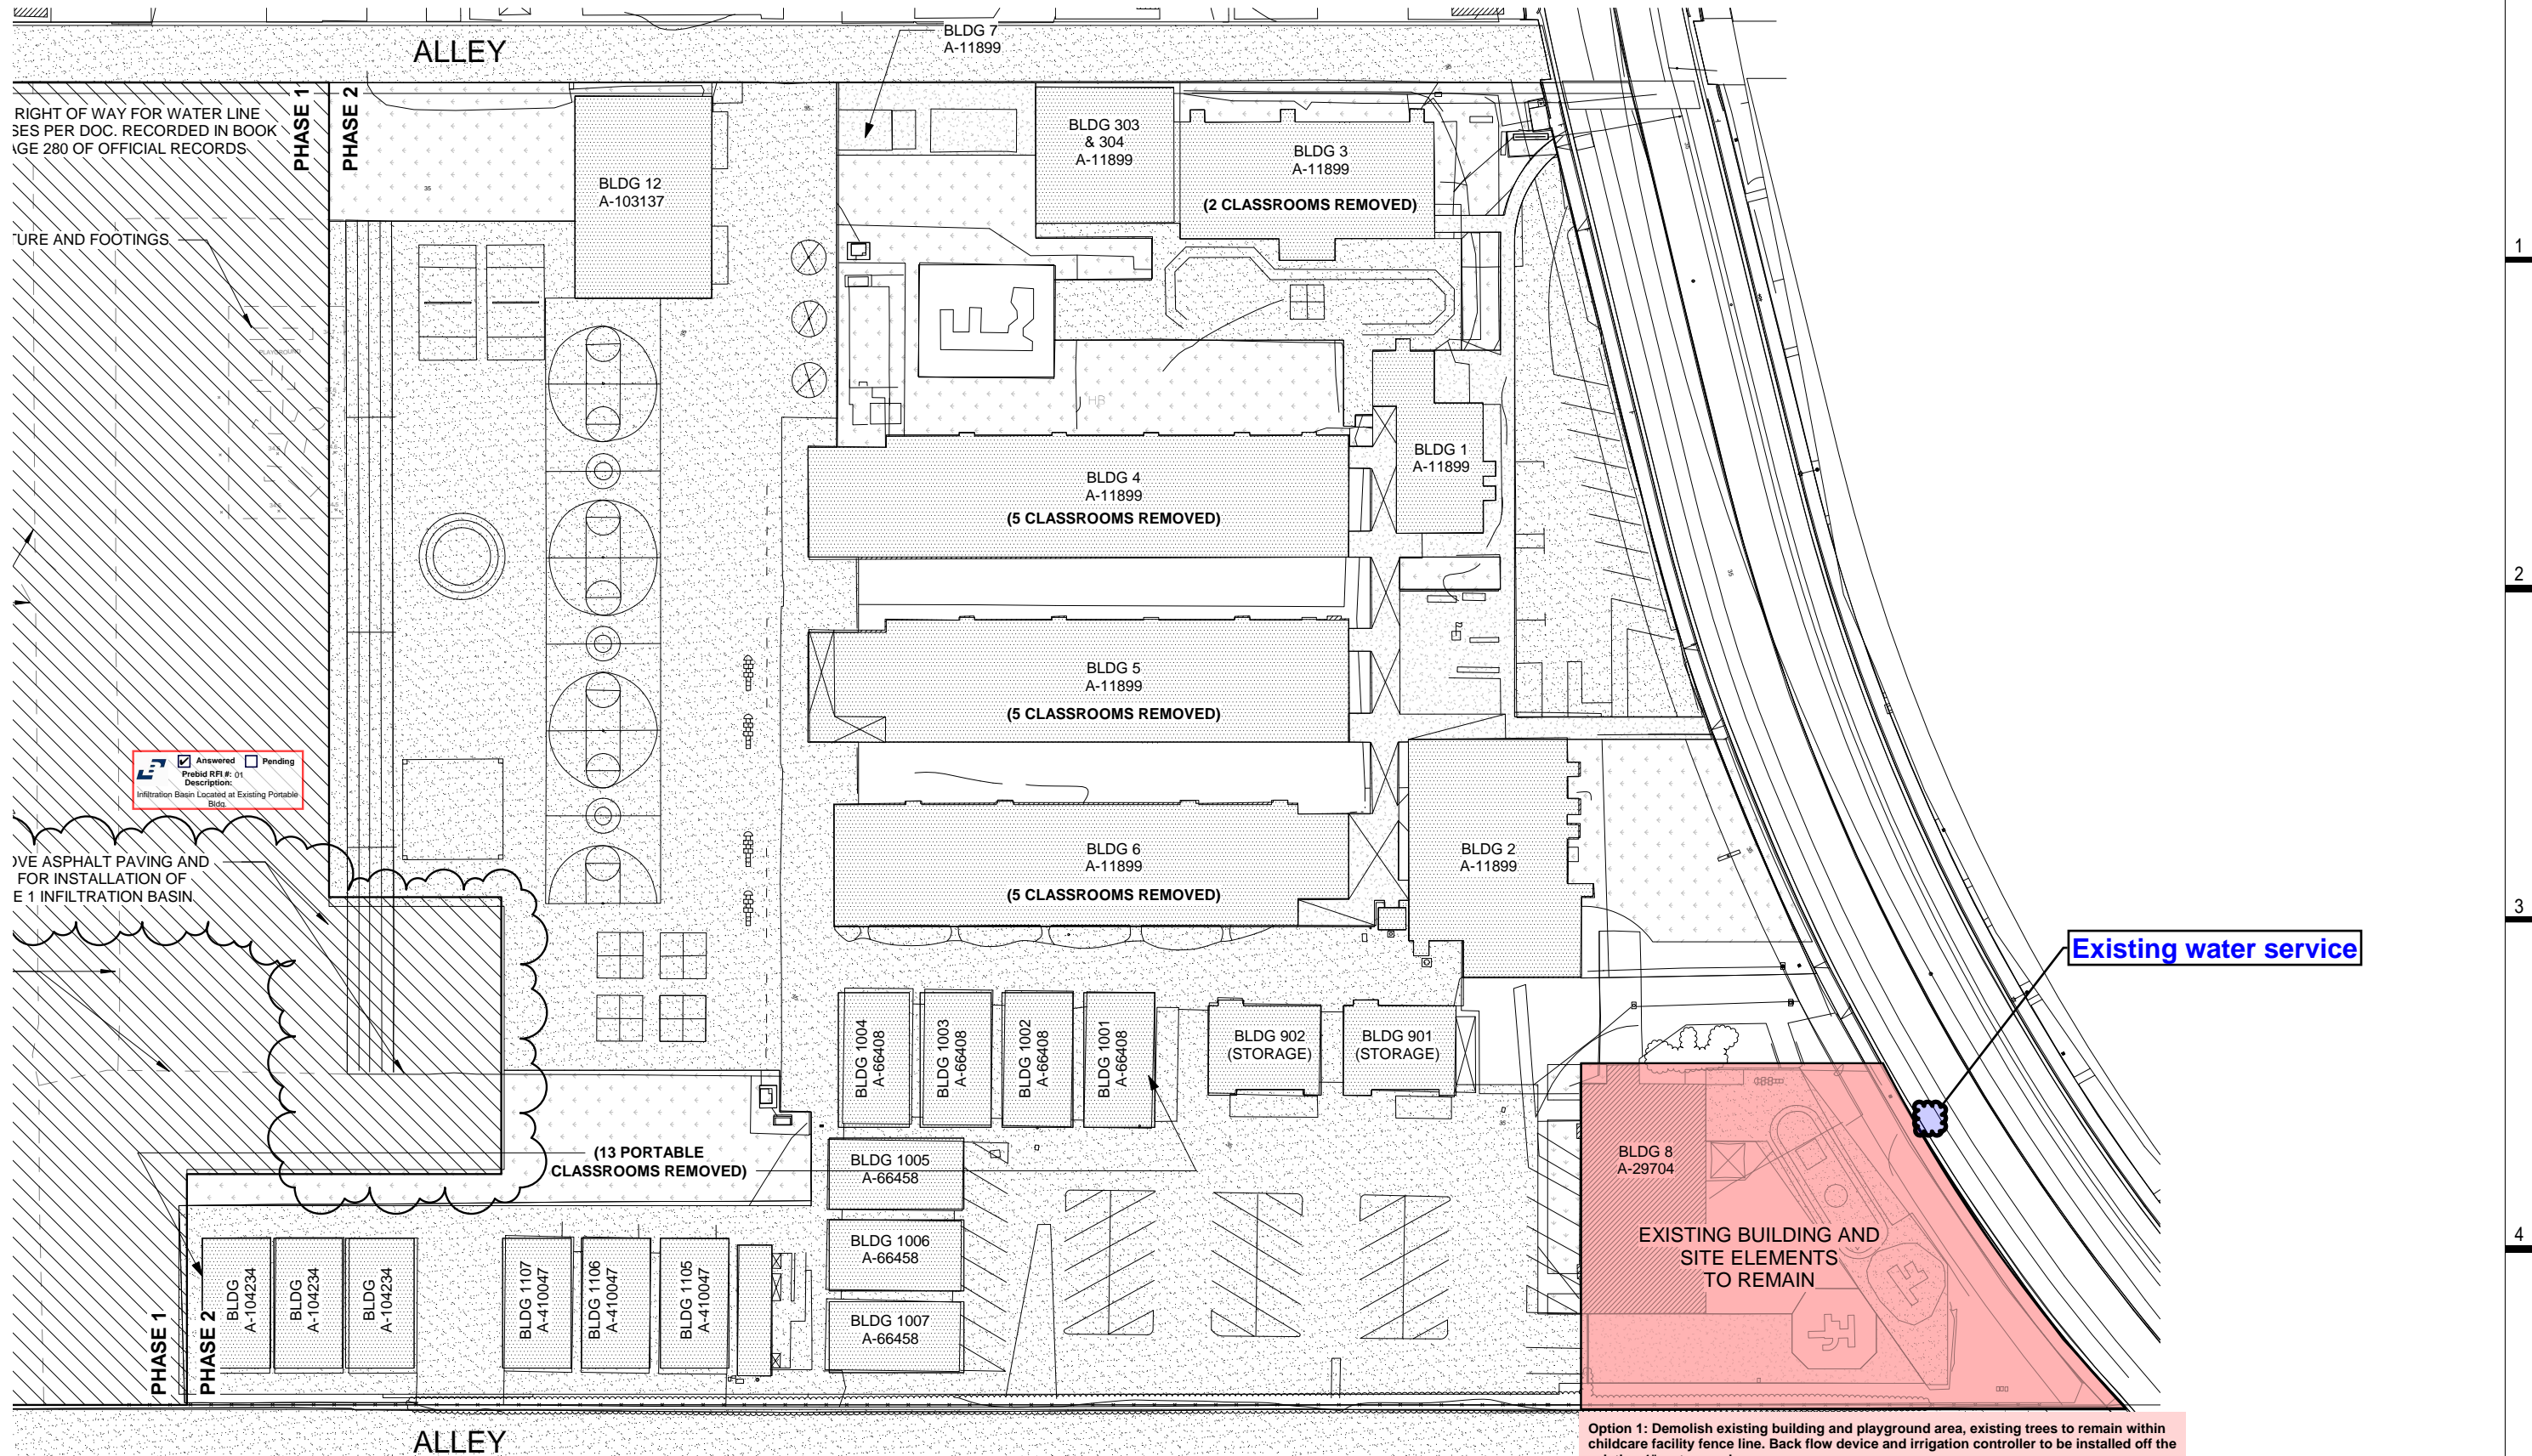 ALLEY
BLDG 7
A-11899
RIGHT OF WAY FOR WATER LINE
SES PER DOC. RECORDED IN BOOK
AGE 280 OF OFFICIAL RECORDS
PHASE 1
PHASE 2
BLDG 12
A-103137
BLDG 303
& 304
A-11899
BLDG 3
A-11899
(2 CLASSROOMS REMOVED)
TURE AND FOOTINGS
1
PLAYGROUND
HB
BLDG 1
A-11899
BLDG 4
A-11899
(5 CLASSROOMS REMOVED)
2
BLDG 5
A-11899
(5 CLASSROOMS REMOVED)
Answered Pending
Prebid RFI #: 01
Description:
Infiltration Basin Located at Existing Portable
Bldg.
OVE ASPHALT PAVING AND
FOR INSTALLATION OF
E 1 INFILTRATION BASIN
BLDG 6
A-11899
(5 CLASSROOMS REMOVED)
BLDG 2
A-11899
3
Existing water service
BLDG 1004
A-66408
BLDG 1003
A-66408
BLDG 1002
A-66408
BLDG 1001
A-66408
BLDG 902
(STORAGE)
BLDG 901
(STORAGE)
(13 PORTABLE
CLASSROOMS REMOVED)
BLDG 1005
A-66458
BLDG 1006
A-66458
BLDG 1007
A-66458
BLDG 8
A-29704
EXISTING BUILDING AND
SITE ELEMENTS
TO REMAIN
4
PHASE 1
PHASE 2
BLDG
A-104234
BLDG
A-104234
BLDG
A-104234
BLDG 1107
A-410047
BLDG 1106
A-410047
BLDG 1105
A-410047
ALLEY
Option 1: Demolish existing building and playground area, existing trees to remain within
childcare facility fence line. Back flow device and irrigation controller to be installed off the